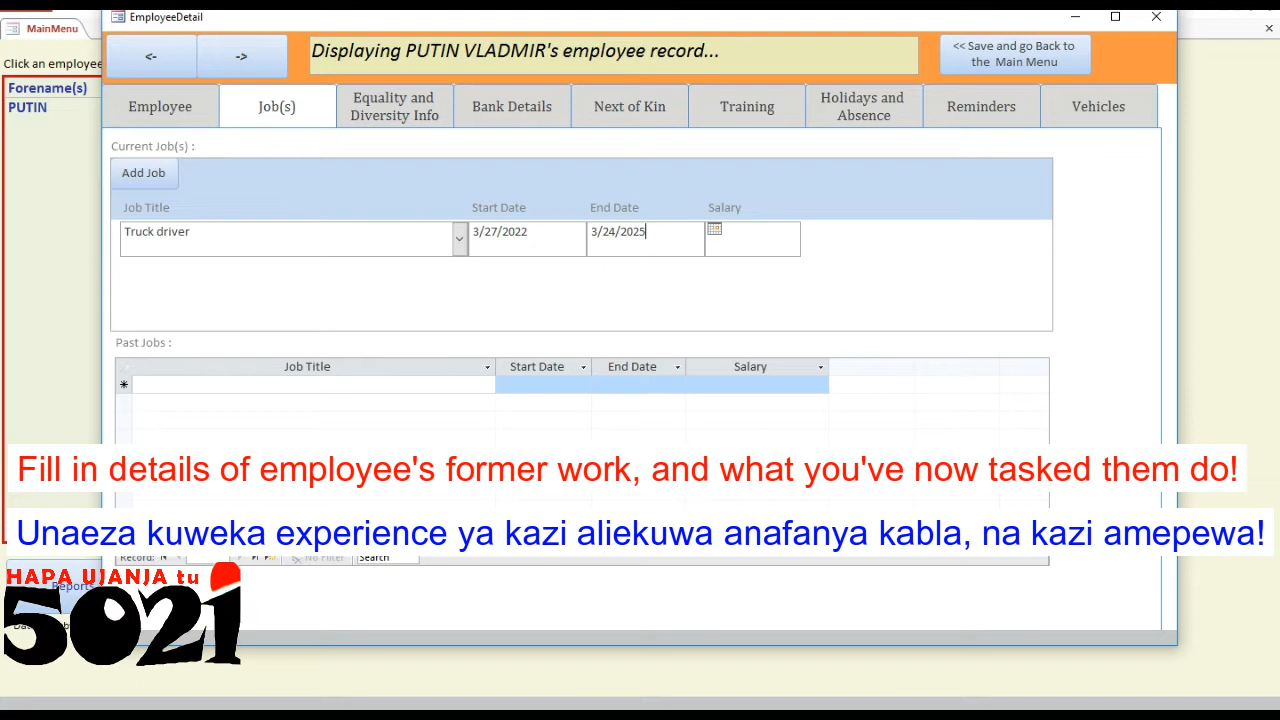 EmployeeDetail
MainMenu
Click an employee
Forename(s)
PUTIN
<-
->
Displaying PUTIN VLADMIR's employee record...
<< Save and go Back to
the Main Menu
Employee
Job(s)
Equality and
Diversity Info
Bank Details
Next of Kin
Training
Holidays and
Absence
Reminders
Vehicles
Current Job(s) :
Add Job
Job Title Start Date End Date Salary
Truck driver 3/27/2022 3/24/2025
Past Jobs :
Job Title Start Date End Date Salary
Fill in details of employee's former work, and what you've now tasked them do!
Unaeza kuweka experience ya kazi aliekuwa anafanya kabla, na kazi amepewa!
Record: No Filter Search
HAPA UJANJA tu
Reports
5021